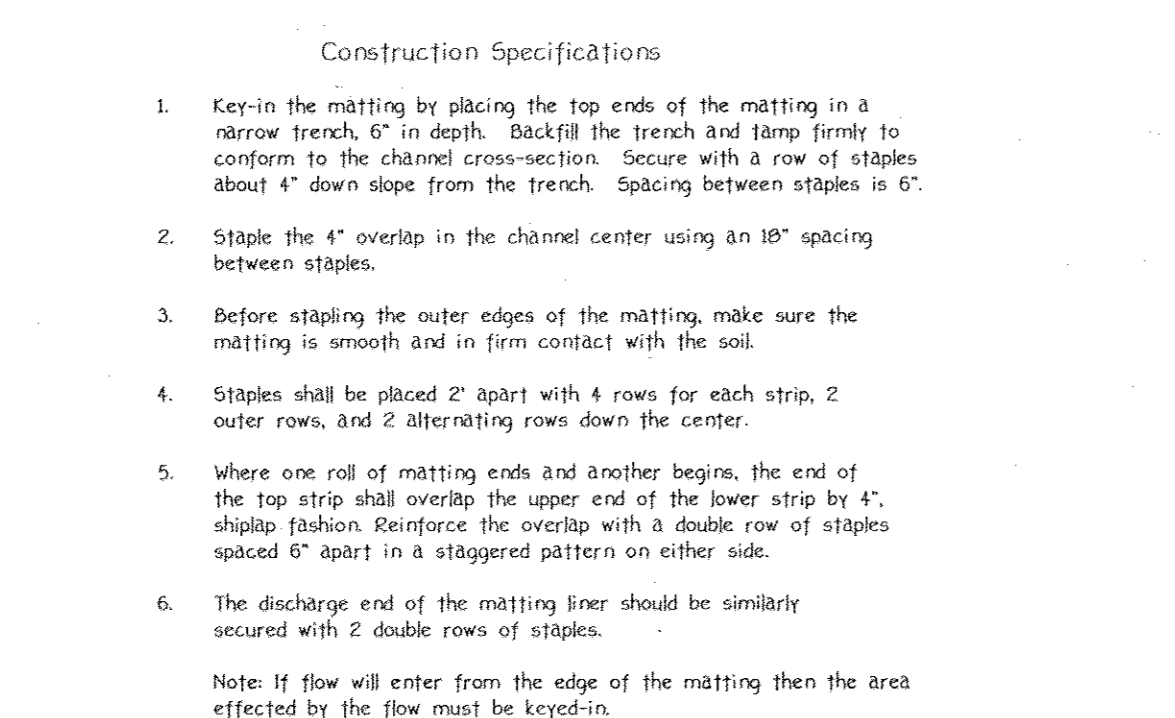 Construction Specifications
1. Key-in the matting by placing the top ends of the matting in a
narrow trench, 6" in depth. Backfill the trench and tamp firmly to
conform to the channel cross-section. Secure with a row of staples
about 4" down slope from the trench. Spacing between staples is 6".
2. Staple the 4" overlap in the channel center using an 18" spacing
between staples.
3. Before stapling the outer edges of the matting, make sure the
matting is smooth and in firm contact with the soil.
4. Staples shall be placed 2' apart with 4 rows for each strip, 2
outer rows, and 2 alternating rows down the center.
5. Where one roll of matting ends and another begins, the end of
the top strip shall overlap the upper end of the lower strip by 4",
shiplap fashion. Reinforce the overlap with a double row of staples
spaced 6" apart in a staggered pattern on either side.
6. The discharge end of the matting liner should be similarly
secured with 2 double rows of staples.
Note: If flow will enter from the edge of the matting then the area
effected by the flow must be keyed-in.